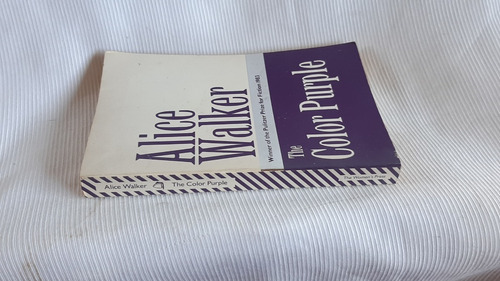 Alice
Walker
Winner of the Pulitzer Prize for Fiction 1983
The
Color Purple
Alice Walker
The Color Purple
The Women's Press